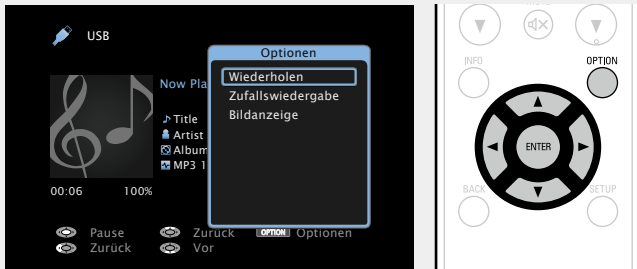 USB
Optionen
Wiederholen
Zufallswiedergabe
Bildanzeige
Now Pla
Title
Artist
Album
MP3 1
00:06 100%
Pause Zurück OPTION Optionen
Zurück Vor
INFO OPTION
ENTER
BACK SETUP